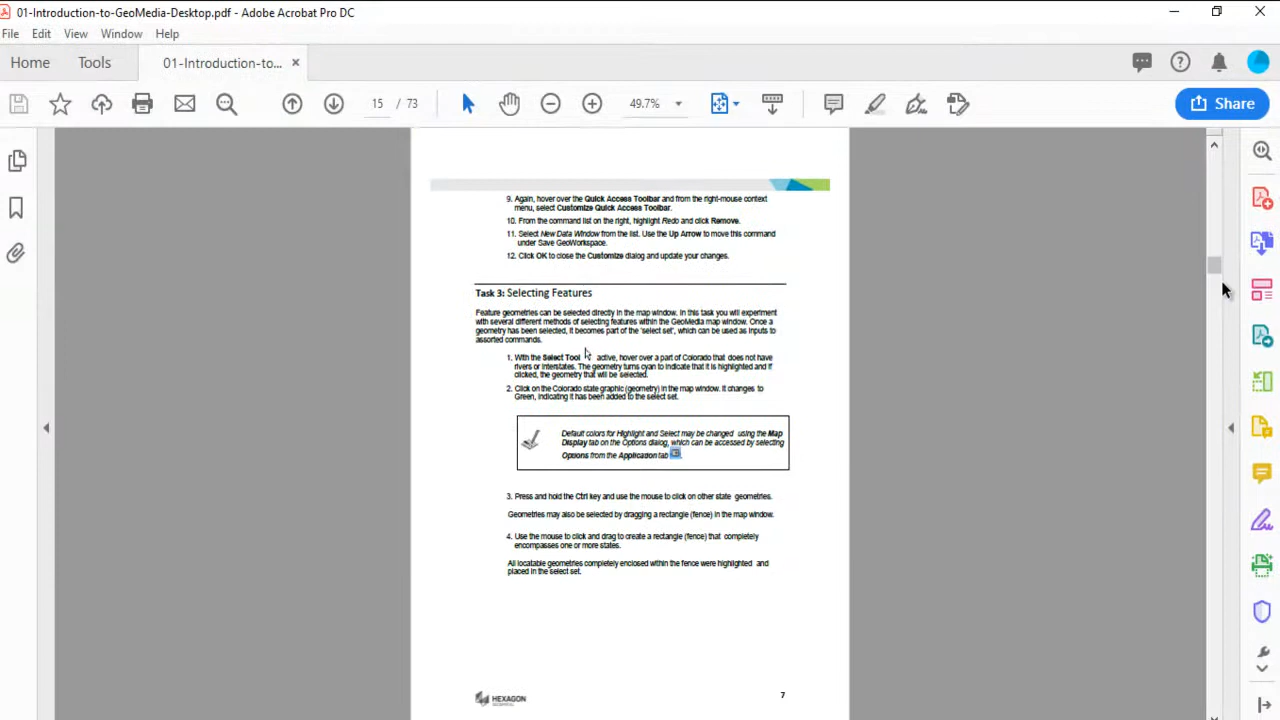 01-Introduction-to-GeoMedia-Desktop.pdf - Adobe Acrobat Pro DC
File Edit View Window Help
Home Tools 01-Introduction-to... ×
15 / 73 49.7% Share
9. Again, hover over the Quick Access Toolbar and from the right-mouse context
menu, select Customize Quick Access Toolbar.
10. From the command list on the right, highlight Redo and click Remove.
11. Select New Data Window from the list. Use the Up Arrow to move this command
under Save GeoWorkspace.
12. Click OK to close the Customize dialog and update your changes.
Task 3: Selecting Features
Feature geometries can be selected directly in the map window. In this task you will experiment
with several different methods of selecting features within the GeoMedia map window. Once a
geometry has been selected, it becomes part of the 'select set', which can be used as inputs to
assorted commands.
1. With the Select Tool active, hover over a part of Colorado that does not have
rivers or interstates. The geometry turns cyan to indicate that it is highlighted and if
clicked, the geometry that will be selected.
2. Click on the Colorado state graphic (geometry) in the map window. It changes to
Green, indicating it has been added to the select set.
Default colors for Highlight and Select may be changed using the Map
Display tab on the Options dialog, which can be accessed by selecting
Options from the Application tab .
3. Press and hold the Ctrl key and use the mouse to click on other state geometries.
Geometries may also be selected by dragging a rectangle (fence) in the map window.
4. Use the mouse to click and drag to create a rectangle (fence) that completely
encompasses one or more states.
All locatable geometries completely enclosed within the fence were highlighted and
placed in the select set.
HEXAGON
7